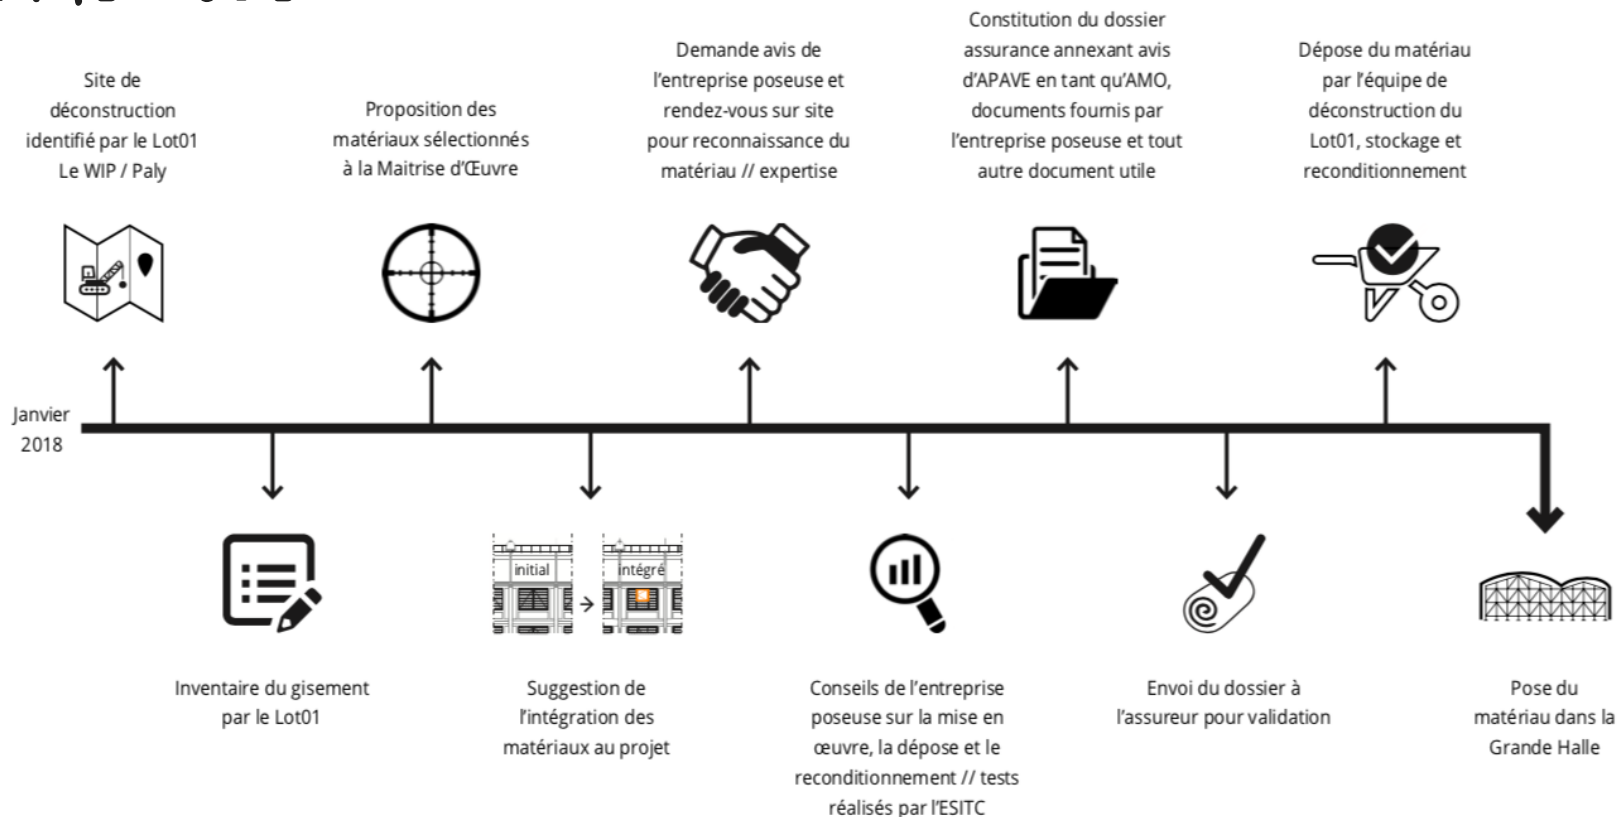 Site de
déconstruction
identifié par le Lot01
Le WIP / Paly
Proposition des
matériaux sélectionnés
à la Maitrise d'Œuvre
Demande avis de
l'entreprise poseuse et
rendez-vous sur site
pour reconnaissance du
matériau // expertise
Constitution du dossier
assurance annexant avis
d'APAVE en tant qu'AMO,
documents fournis par
l'entreprise poseuse et tout
autre document utile
Dépose du matériau
par l'équipe de
déconstruction du
Lot01, stockage et
reconditionnement
Janvier
2018
Inventaire du gisement
par le Lot01
initial
intégré
Suggestion de
l'intégration des
matériaux au projet
Conseils de l'entreprise
poseuse sur la mise en
œuvre, la dépose et le
reconditionnement // tests
réalisés par l'ESITC
Envoi du dossier à
l'assureur pour validation
Pose du
matériau dans la
Grande Halle